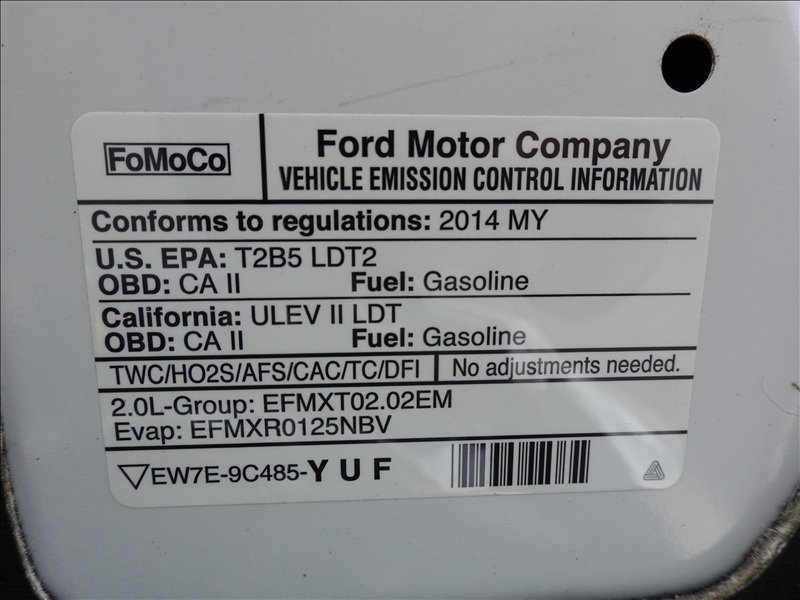 FoMoCo
Ford Motor Company
VEHICLE EMISSION CONTROL INFORMATION
Conforms to regulations: 2014 MY
U.S. EPA: T2B5 LDT2
OBD: CA II Fuel: Gasoline
California: ULEV II LDT
OBD: CA II Fuel: Gasoline
TWC/HO2S/AFS/CAC/TC/DFI No adjustments needed.
2.0L-Group: EFMXT02.02EM
Evap: EFMXR0125NBV
EW7E-9C485-Y U F